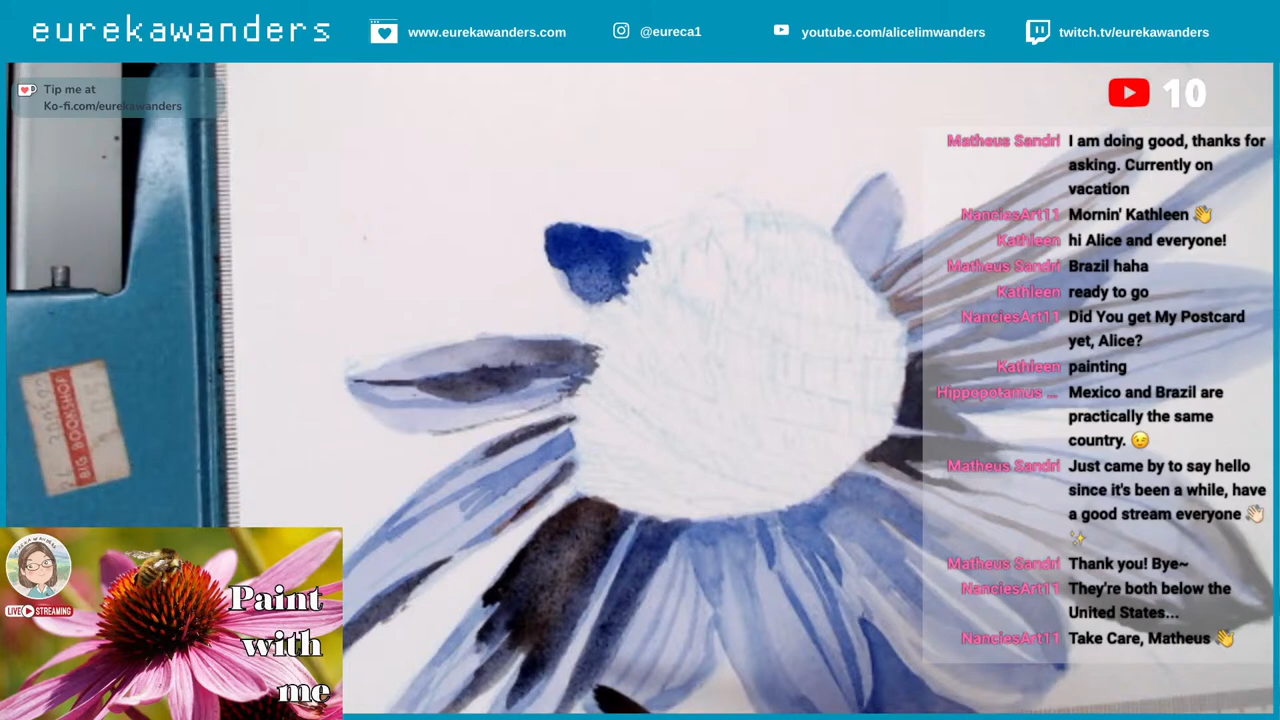 eurekawanders
www.eurekawanders.com
@eureca1
youtube.com/alicelimwanders
twitch.tv/eurekawanders
Tip me at
Ko-fi.com/eurekawanders
10
Matheus Sandri I am doing good, thanks for
asking. Currently on
vacation
NanciesArt11 Mornin' Kathleen 👋
Kathleen hi Alice and everyone!
Matheus Sandri Brazil haha
Kathleen ready to go
NanciesArt11 Did You get My Postcard
yet, Alice?
Kathleen painting
Hippopotamus ... Mexico and Brazil are
practically the same
country. 😉
Matheus Sandri Just came by to say hello
since it's been a while, have
a good stream everyone 👋🏻
✨
Matheus Sandri Thank you! Bye~
NanciesArt11 They're both below the
United States...
NanciesArt11 Take Care, Matheus 👋
BIG BOOKSHOP
LIVE STREAMING
Paint
with
me